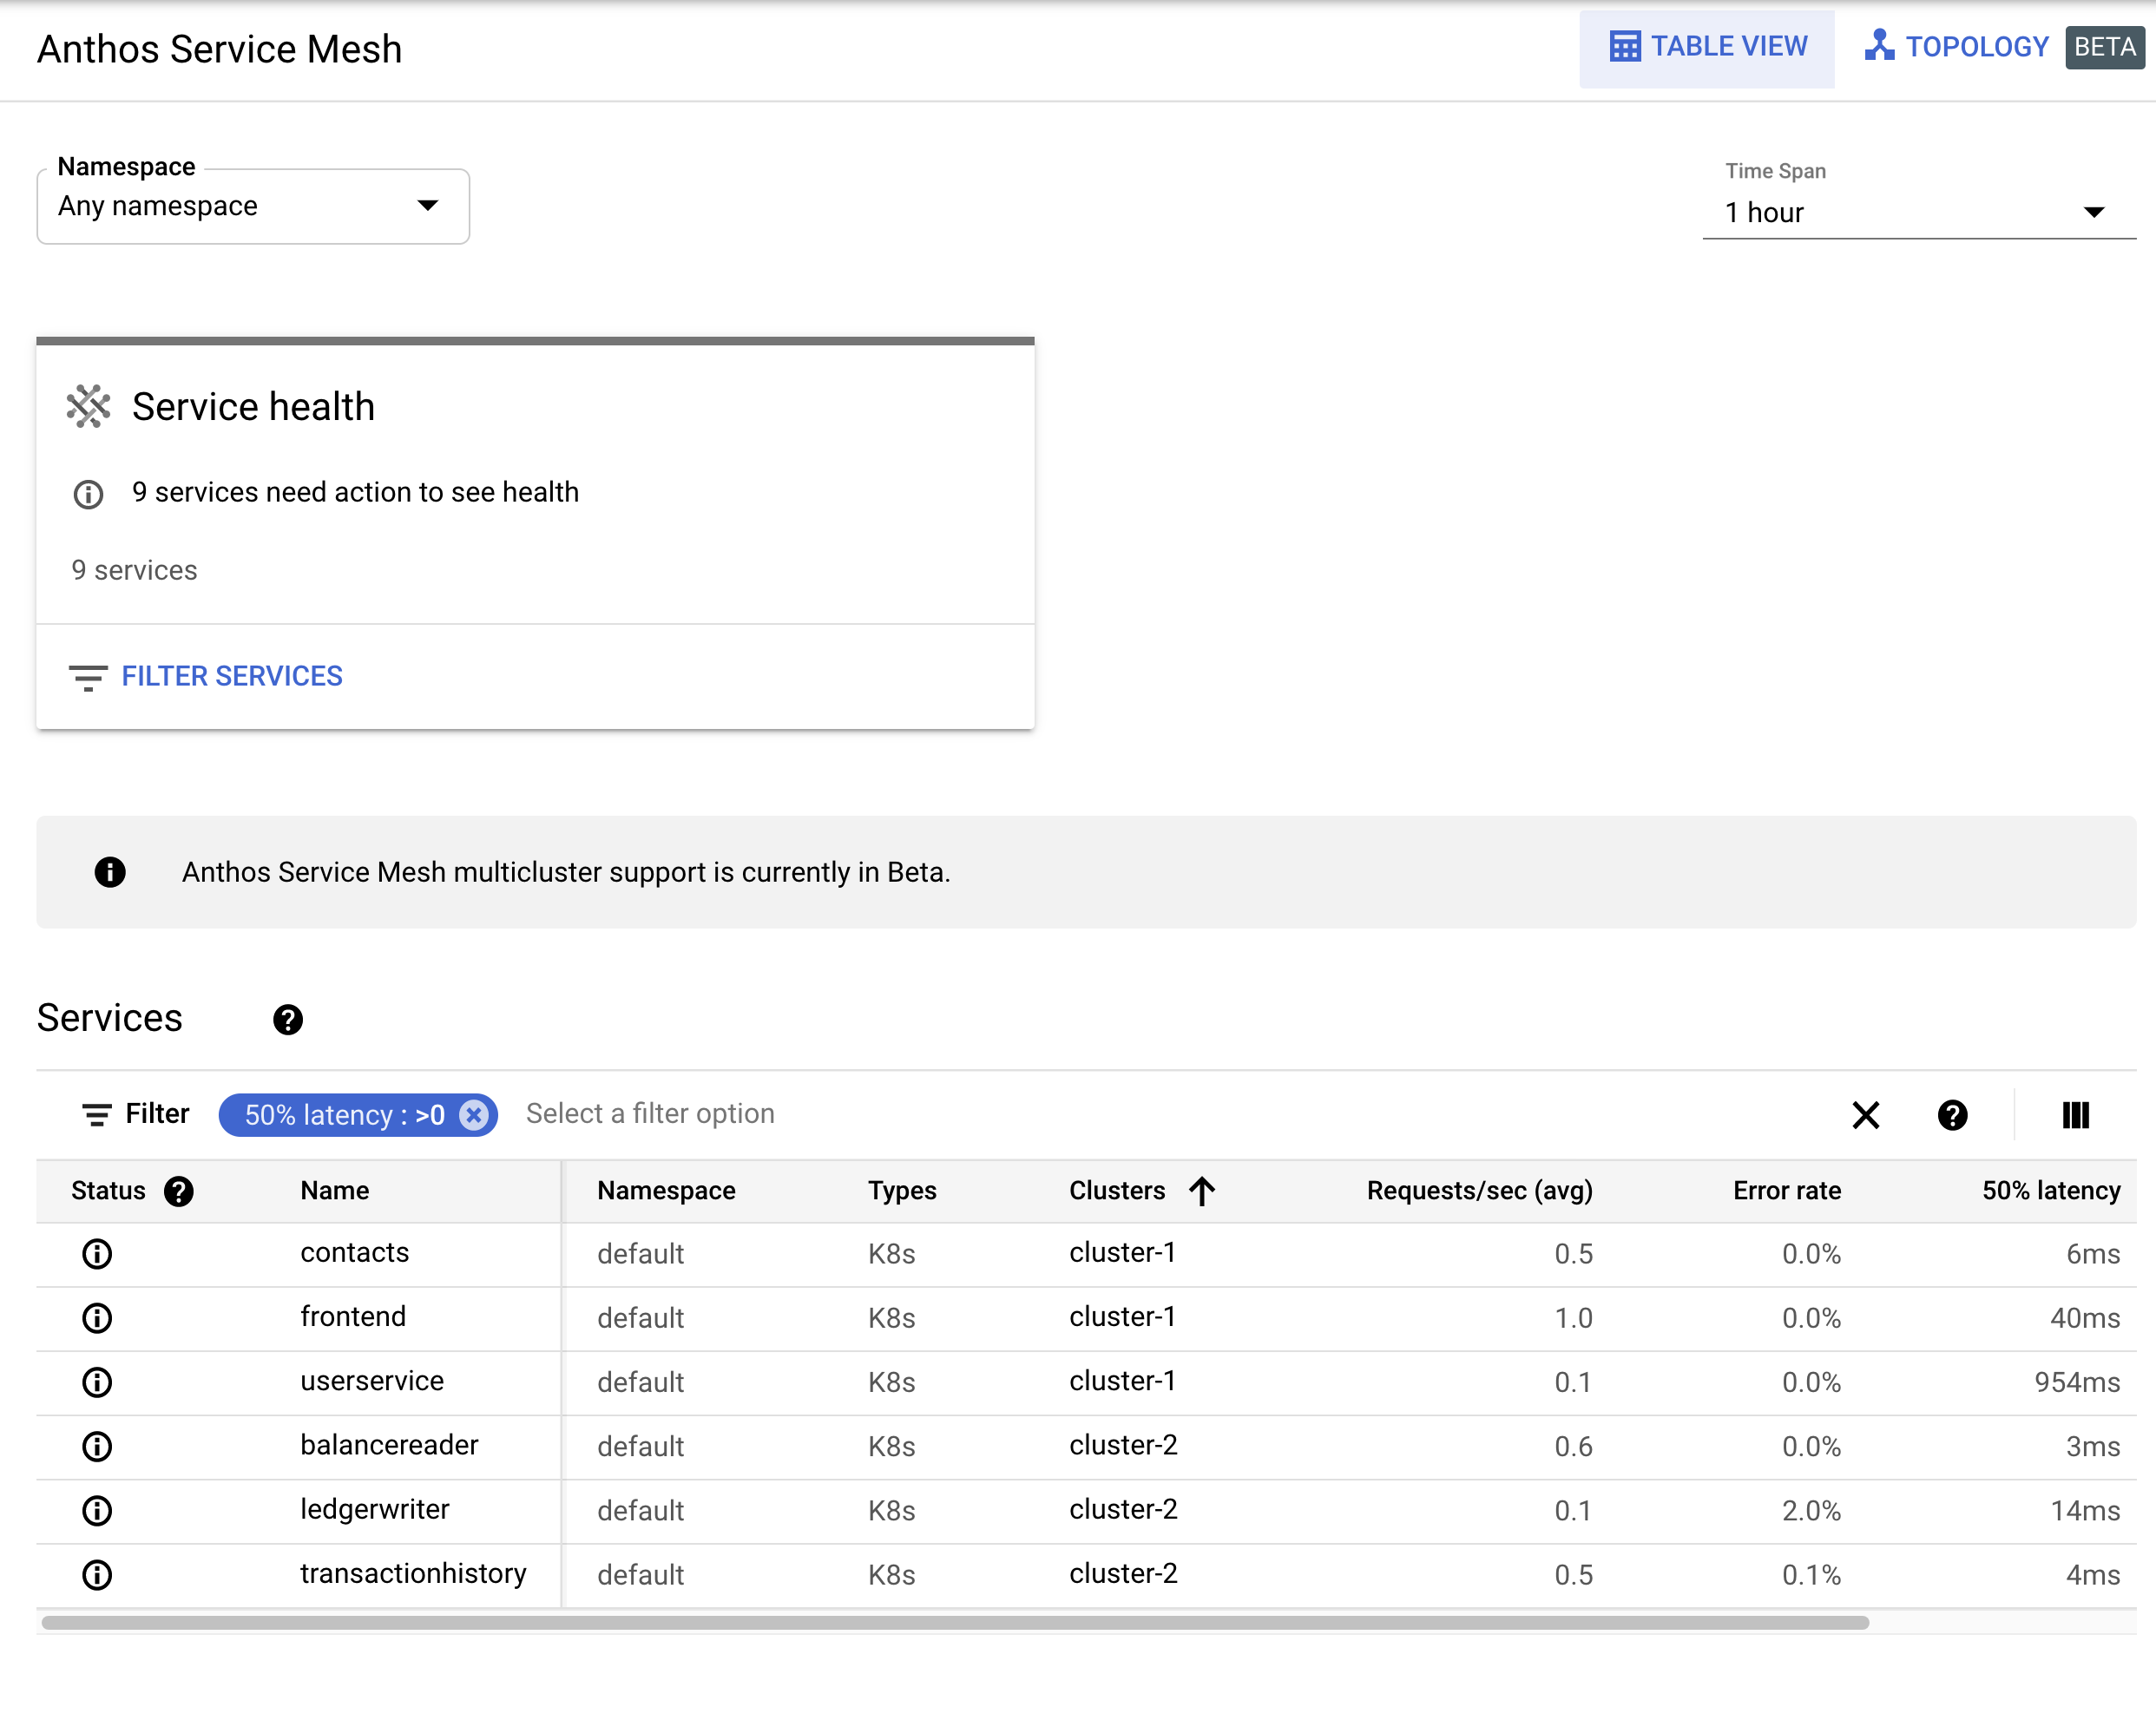 Anthos Service Mesh
TABLE VIEW
TOPOLOGY BETA
Namespace
Any namespace
Time Span
1 hour
Service health
9 services need action to see health
9 services
FILTER SERVICES
Anthos Service Mesh multicluster support is currently in Beta.
Services
Filter 50% latency : >0 Select a filter option
Status Name Namespace Types Clusters Requests/sec (avg) Error rate 50% latency
contacts default K8s cluster-1 0.5 0.0% 6ms
frontend default K8s cluster-1 1.0 0.0% 40ms
userservice default K8s cluster-1 0.1 0.0% 954ms
balancereader default K8s cluster-2 0.6 0.0% 3ms
ledgerwriter default K8s cluster-2 0.1 2.0% 14ms
transactionhistory default K8s cluster-2 0.5 0.1% 4ms